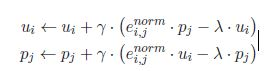 u_i ← u_i + γ · (e_{i,j}^{norm} · p_j − λ · u_i)
p_j ← p_j + γ · (e_{i,j}^{norm} · u_i − λ · p_j)